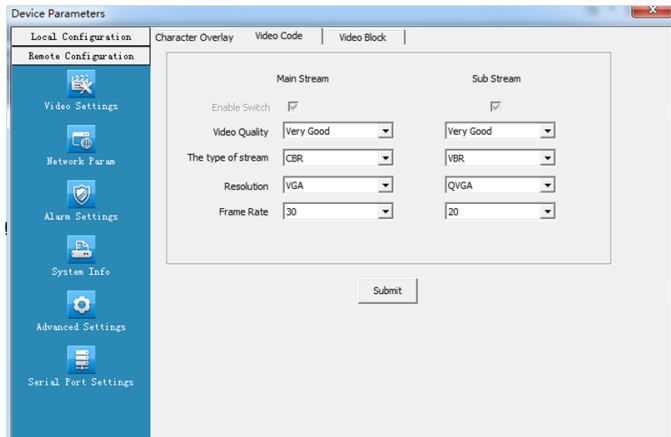 Device Parameters
Local Configuration
Remote Configuration
Video Settings
Network Param
Alarm Settings
System Info
Advanced Settings
Serial Port Settings
Character Overlay Video Code Video Block
Main Stream Sub Stream
Enable Switch
Video Quality Very Good Very Good
The type of stream CBR VBR
Resolution VGA QVGA
Frame Rate 30 20
Submit